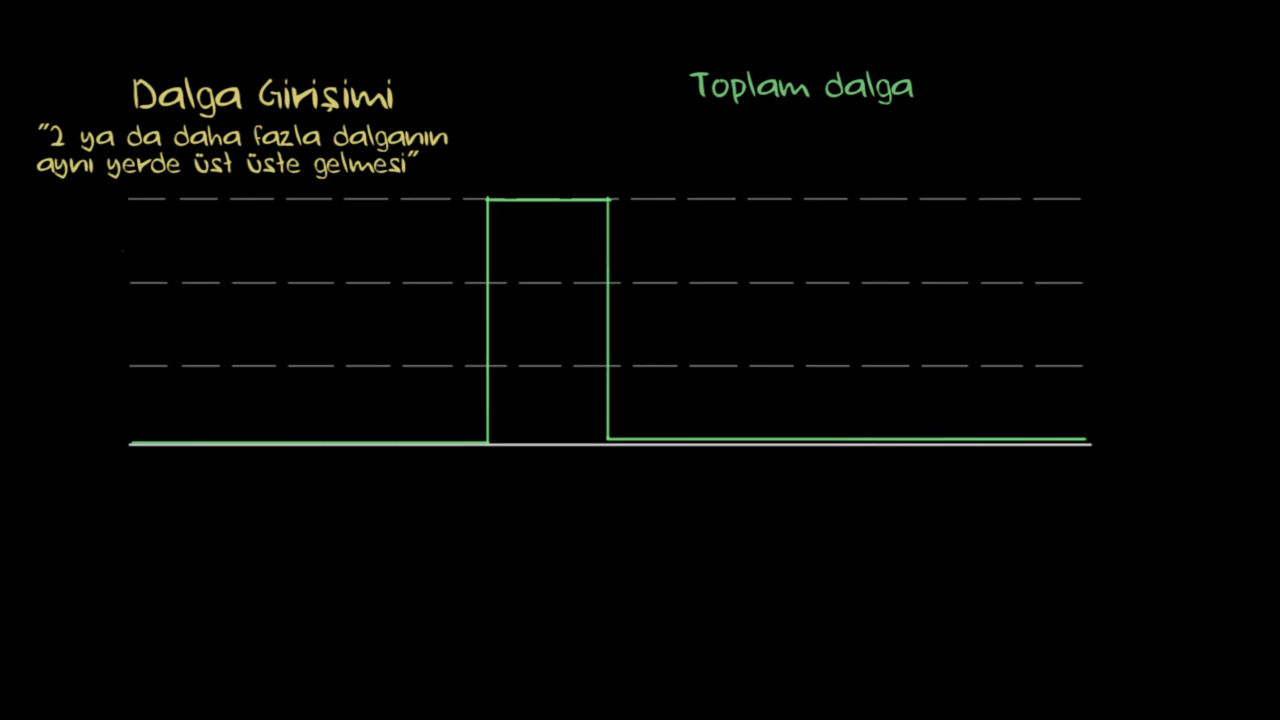 Dalga Girişimi
"2 ya da daha fazla dalganın
aynı yerde üst üste gelmesi"
Toplam dalga